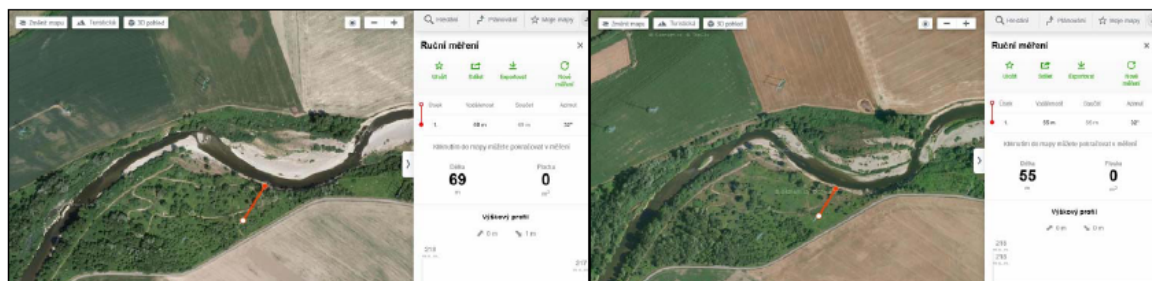 Změnit mapu
Turistická
3D pohled
Hledání
Plánování
Moje mapy
Ruční měření
Uložit
Sdílet
Exportovat
Nové měření
Úsek
Vzdálenost
Součet
Azimut
1.
Kliknutím do mapy můžete pokračovat v měření
Délka
Plocha
69
0
m
m²
Výškový profil
0 m
1 m
Změnit mapu
Turistická
3D pohled
Hledání
Plánování
Moje mapy
Ruční měření
Uložit
Sdílet
Exportovat
Nové měření
Úsek
Vzdálenost
Součet
Azimut
1.
Kliknutím do mapy můžete pokračovat v měření
Délka
Plocha
55
0
m
m²
Výškový profil
0 m
0 m